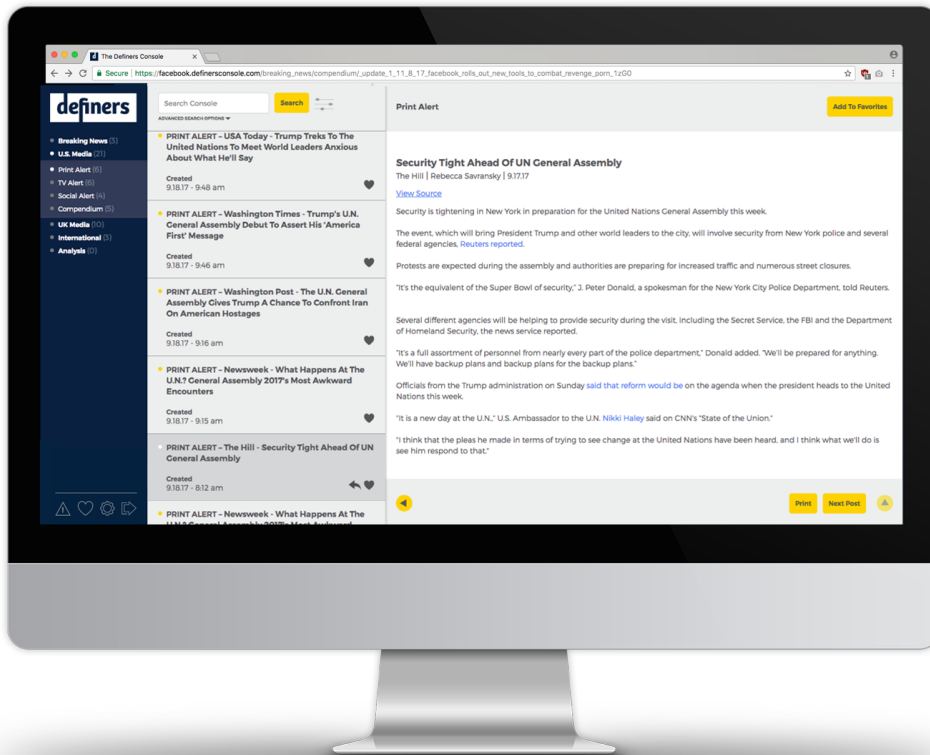 The Definers Console
Secure | https://facebook.definersconsole.com/breaking_news/compendium/_update_1_11_8_17_facebook_rolls_out_new_tools_to_combat_revenge_porn_1zG0
definers
Breaking News (3)
U.S. Media (21)
Print Alert (6)
TV Alert (6)
Social Alert (4)
Compendium (5)
UK Media (10)
International (3)
Analysis (0)
Search Console
Search
ADVANCED SEARCH OPTIONS
PRINT ALERT – USA Today - Trump Treks To The
United Nations To Meet World Leaders Anxious
About What He'll Say
Created
9.18.17 - 9:48 am
PRINT ALERT – Washington Times - Trump's U.N.
General Assembly Debut To Assert His 'America
First' Message
Created
9.18.17 - 9:46 am
PRINT ALERT – Washington Post - The U.N. General
Assembly Gives Trump A Chance To Confront Iran
On American Hostages
Created
9.18.17 - 9:16 am
PRINT ALERT – Newsweek - What Happens At The
U.N.? General Assembly 2017's Most Awkward
Encounters
Created
9.18.17 - 9:15 am
PRINT ALERT – The Hill - Security Tight Ahead Of UN
General Assembly
Created
9.18.17 - 8:12 am
PRINT ALERT – Newsweek - What Happens At The
U.N.? General Assembly 2017's Most Awkward
Print Alert
Add To Favorites
Security Tight Ahead Of UN General Assembly
The Hill | Rebecca Savransky | 9.17.17
View Source
Security is tightening in New York in preparation for the United Nations General Assembly this week.
The event, which will bring President Trump and other world leaders to the city, will involve security from New York police and several
federal agencies, Reuters reported.
Protests are expected during the assembly and authorities are preparing for increased traffic and numerous street closures.
"It's the equivalent of the Super Bowl of security," J. Peter Donald, a spokesman for the New York City Police Department, told Reuters.
Several different agencies will be helping to provide security during the visit, including the Secret Service, the FBI and the Department
of Homeland Security, the news service reported.
"It's a full assortment of personnel from nearly every part of the police department," Donald added. "We'll be prepared for anything.
We'll have backup plans and backup plans for the backup plans."
Officials from the Trump administration on Sunday said that reform would be on the agenda when the president heads to the United
Nations this week.
"It is a new day at the U.N.," U.S. Ambassador to the U.N. Nikki Haley said on CNN's "State of the Union."
"I think that the pleas he made in terms of trying to see change at the United Nations have been heard, and I think what we'll do is
see him respond to that."
Print
Next Post